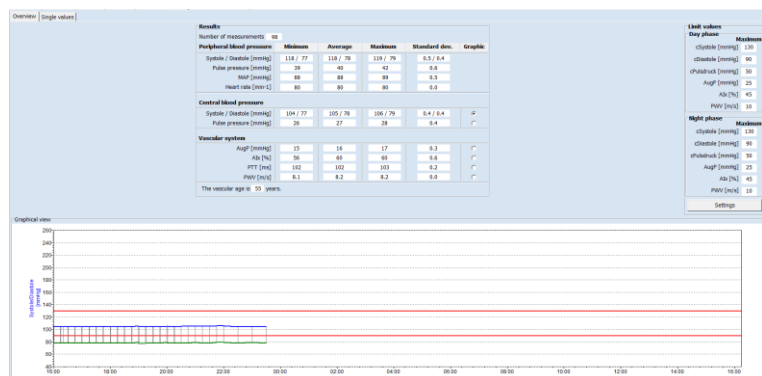 Overview Single values
Results
Number of measurements 98
Peripheral blood pressure Minimum Average Maximum Standard dev. Graphic
Systole / Diastole [mmHg] 118 / 77 118 / 78 119 / 79 0.5 / 0.4
Pulse pressure [mmHg] 39 40 42 0.6
MAP [mmHg] 88 88 89 0.5
Heart rate [min-1] 80 80 80 0.0
Central blood pressure
Systole / Diastole [mmHg] 104 / 77 105 / 78 106 / 79 0.4 / 0.4
Pulse pressure [mmHg] 26 27 28 0.4
Vascular system
AugP [mmHg] 15 16 17 0.3
AIx [%] 56 60 60 0.6
PTT [ms] 102 102 103 0.2
PWV [m/s] 8.1 8.2 8.2 0.0
The vascular age is 55 years.
Limit values
Day phase
Maximum
cSystole [mmHg] 130
cDiastole [mmHg] 90
cPulsdruck [mmHg] 50
AugP [mmHg] 25
AIx [%] 45
PWV [m/s] 10
Night phase
Maximum
cSystole [mmHg] 130
cDiastole [mmHg] 90
cPulsdruck [mmHg] 50
AugP [mmHg] 25
AIx [%] 45
PWV [m/s] 10
Settings
Graphical view
Systole/Diastole
[mmHg]
260
240
220
200
180
160
140
120
100
80
60
40
16:00 18:00 20:00 22:00 00:00 02:00 04:00 06:00 08:00 10:00 12:00 14:00 16:00